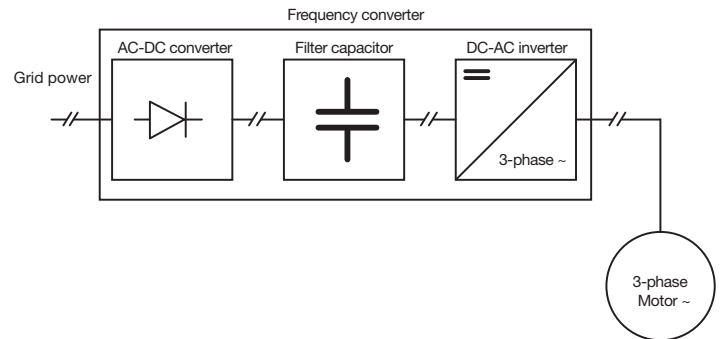 Frequency converter
AC-DC converter
Filter capacitor
DC-AC inverter
Grid power
3-phase ~
3-phase
Motor ~